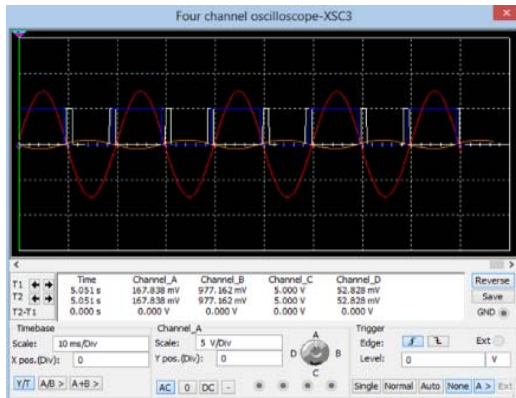 Four channel oscilloscope-XSC3
Time Channel_A Channel_B Channel_C Channel_D
T1 5.051 s 167.838 mV 977.162 mV 5.000 V 52.828 mV
T2 5.051 s 167.838 mV 977.162 mV 5.000 V 52.828 mV
T2-T1 0.000 s 0.000 V 0.000 V 0.000 V 0.000 V
Reverse
Save
GND
Timebase
Scale: 10 ms/Div
X pos.(Div): 0
Y/T A/B > A+B >
Channel_A
Scale: 5 V/Div
Y pos.(Div): 0
AC 0 DC -
A
D B
C
Trigger
Edge: Ext
Level: 0 V
Single Normal Auto None A > Ext